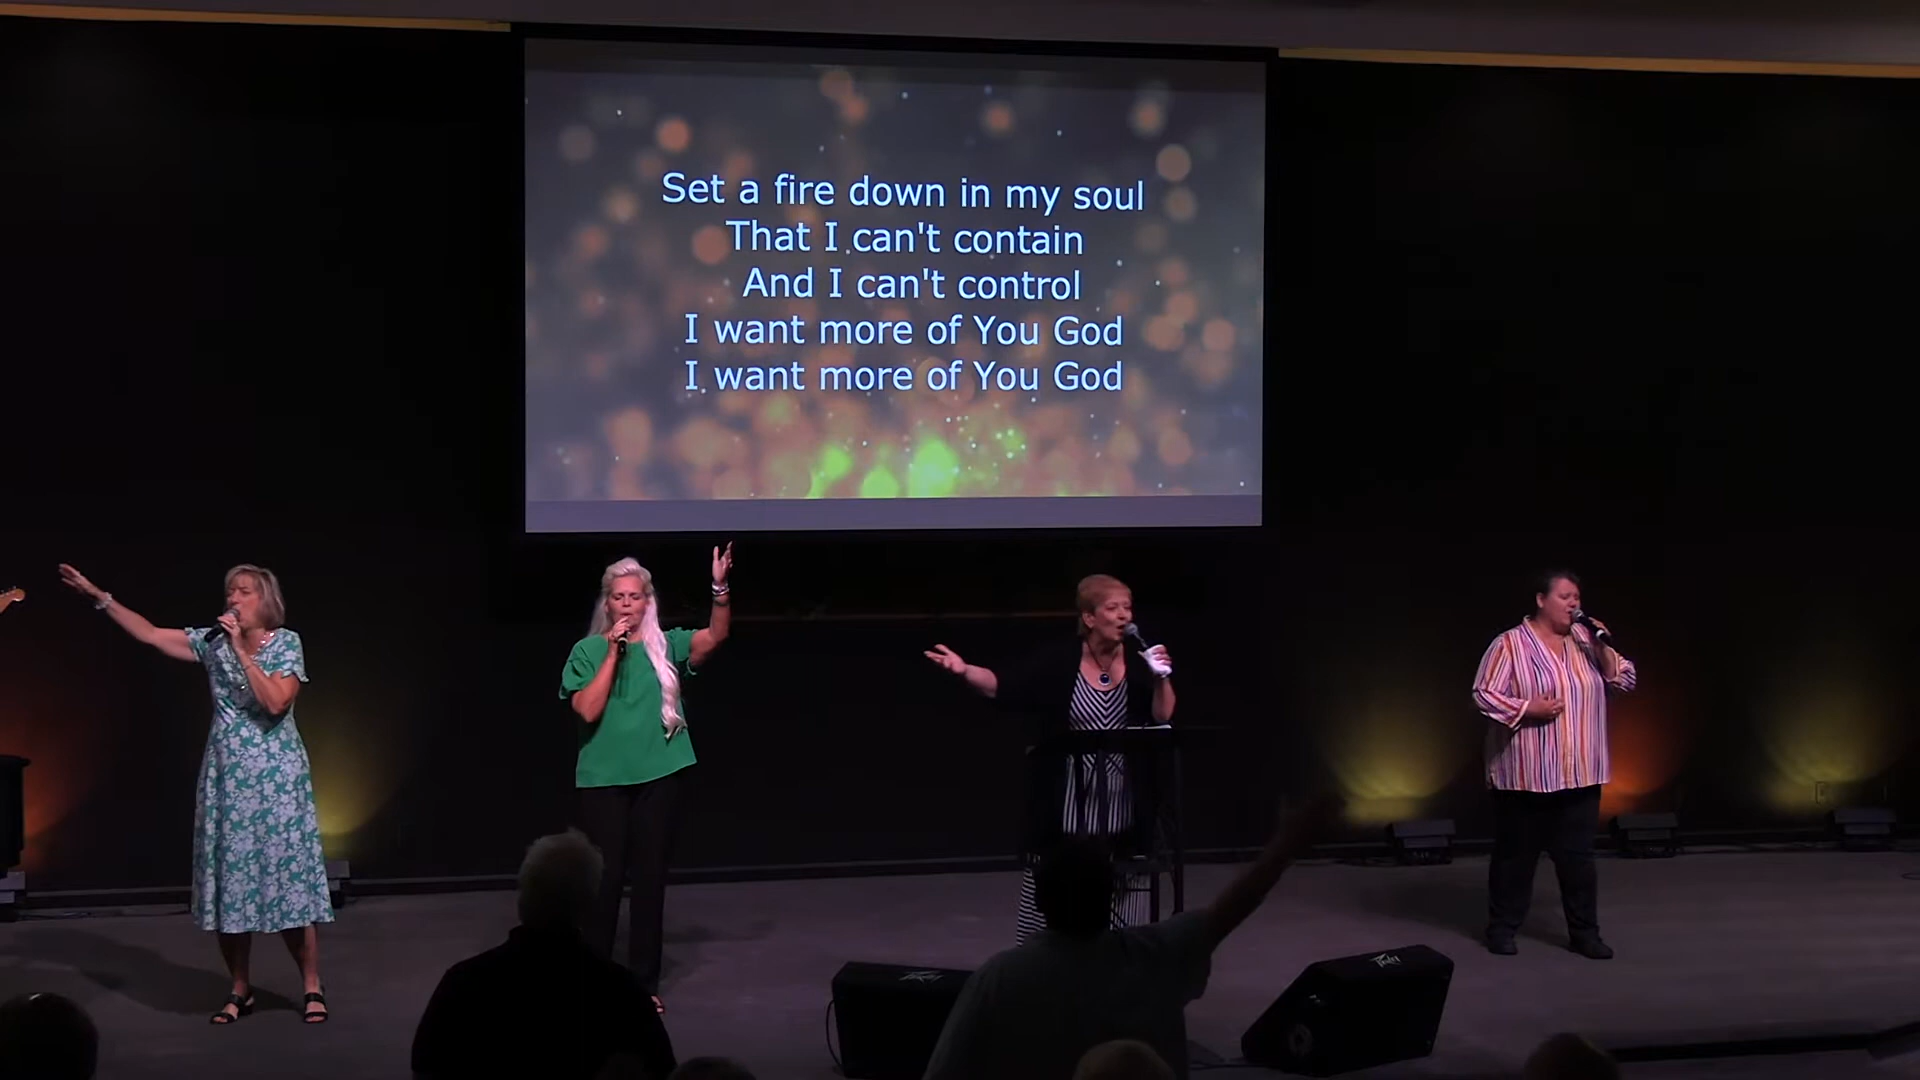 Set a fire down in my soul
That I can't contain
And I can't control
I want more of You God
I want more of You God